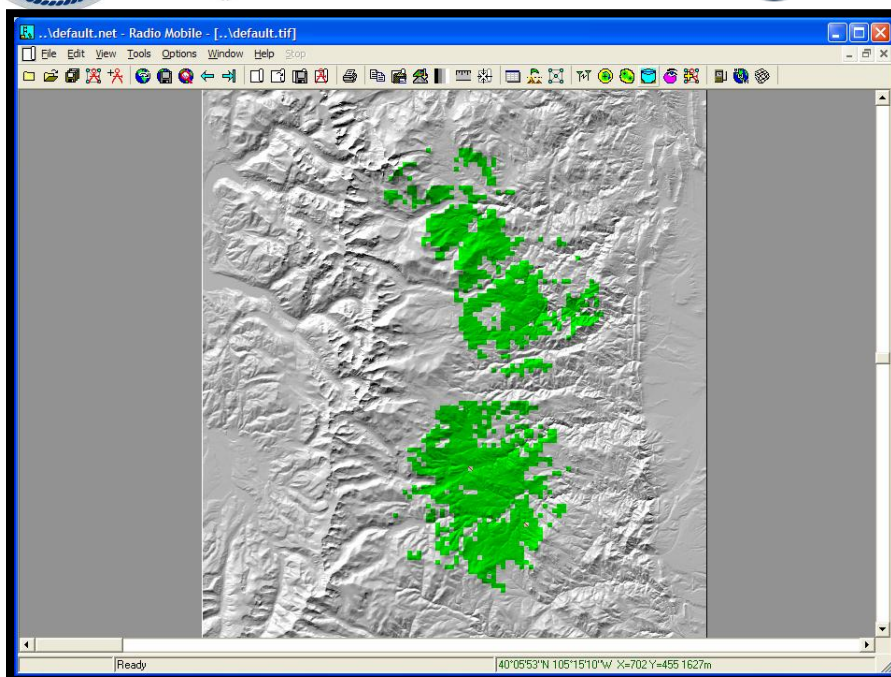 ..\default.net - Radio Mobile - [..\default.tif]
File Edit View Tools Options Window Help Stop
Ready
40°05'53"N 105°15'10"W X=702 Y=455 1627m